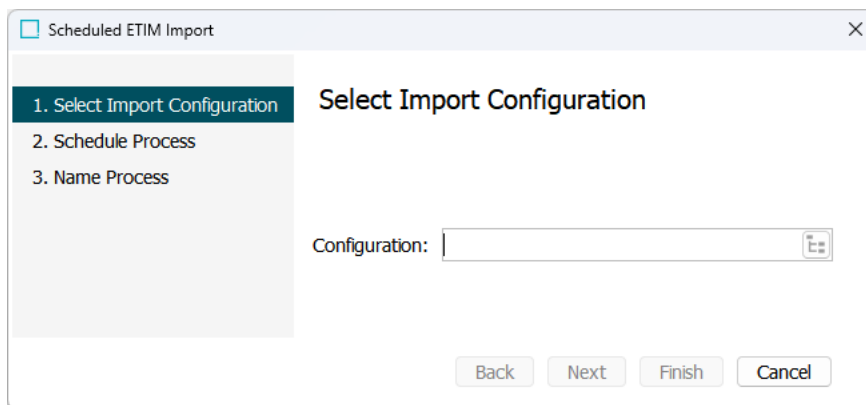 Scheduled ETIM Import
1. Select Import Configuration
2. Schedule Process
3. Name Process
Select Import Configuration
Configuration:
Back
Next
Finish
Cancel